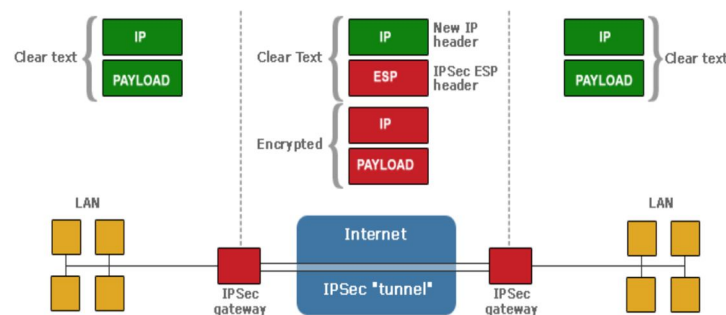 Clear text
IP
PAYLOAD
Clear Text
IP
New IP
header
ESP
IPSec ESP
header
Encrypted
IP
PAYLOAD
IP
PAYLOAD
Clear text
LAN
Internet
IPSec "tunnel"
IPSec
gateway
IPSec
gateway
LAN